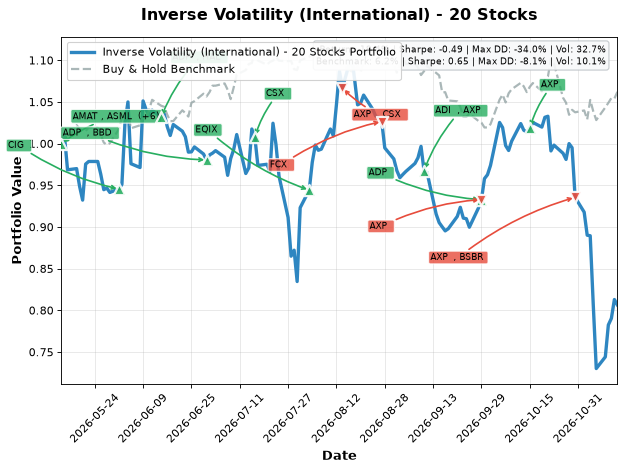 Inverse Volatility (International) - 20 Stocks
Inverse Volatility (International) - 20 Stocks Portfolio
Buy & Hold Benchmark
Sharpe: -0.49 | Max DD: -34.0% | Vol: 32.7%
| Sharpe: 0.65 | Max DD: -8.1% | Vol: 10.1%
CIG
ADP , BBD
AMAT , ASML (+6)
EQIX
CSX
FCX
AXP , CSX
ADP
ADI , AXP
AXP
AXP
AXP , BSBR
Portfolio Value
1.10
1.05
1.00
0.95
0.90
0.85
0.80
0.75
2026-05-24
2026-06-09
2026-06-25
2026-07-11
2026-07-27
2026-08-12
2026-08-28
2026-09-13
2026-09-29
2026-10-15
2026-10-31
Date